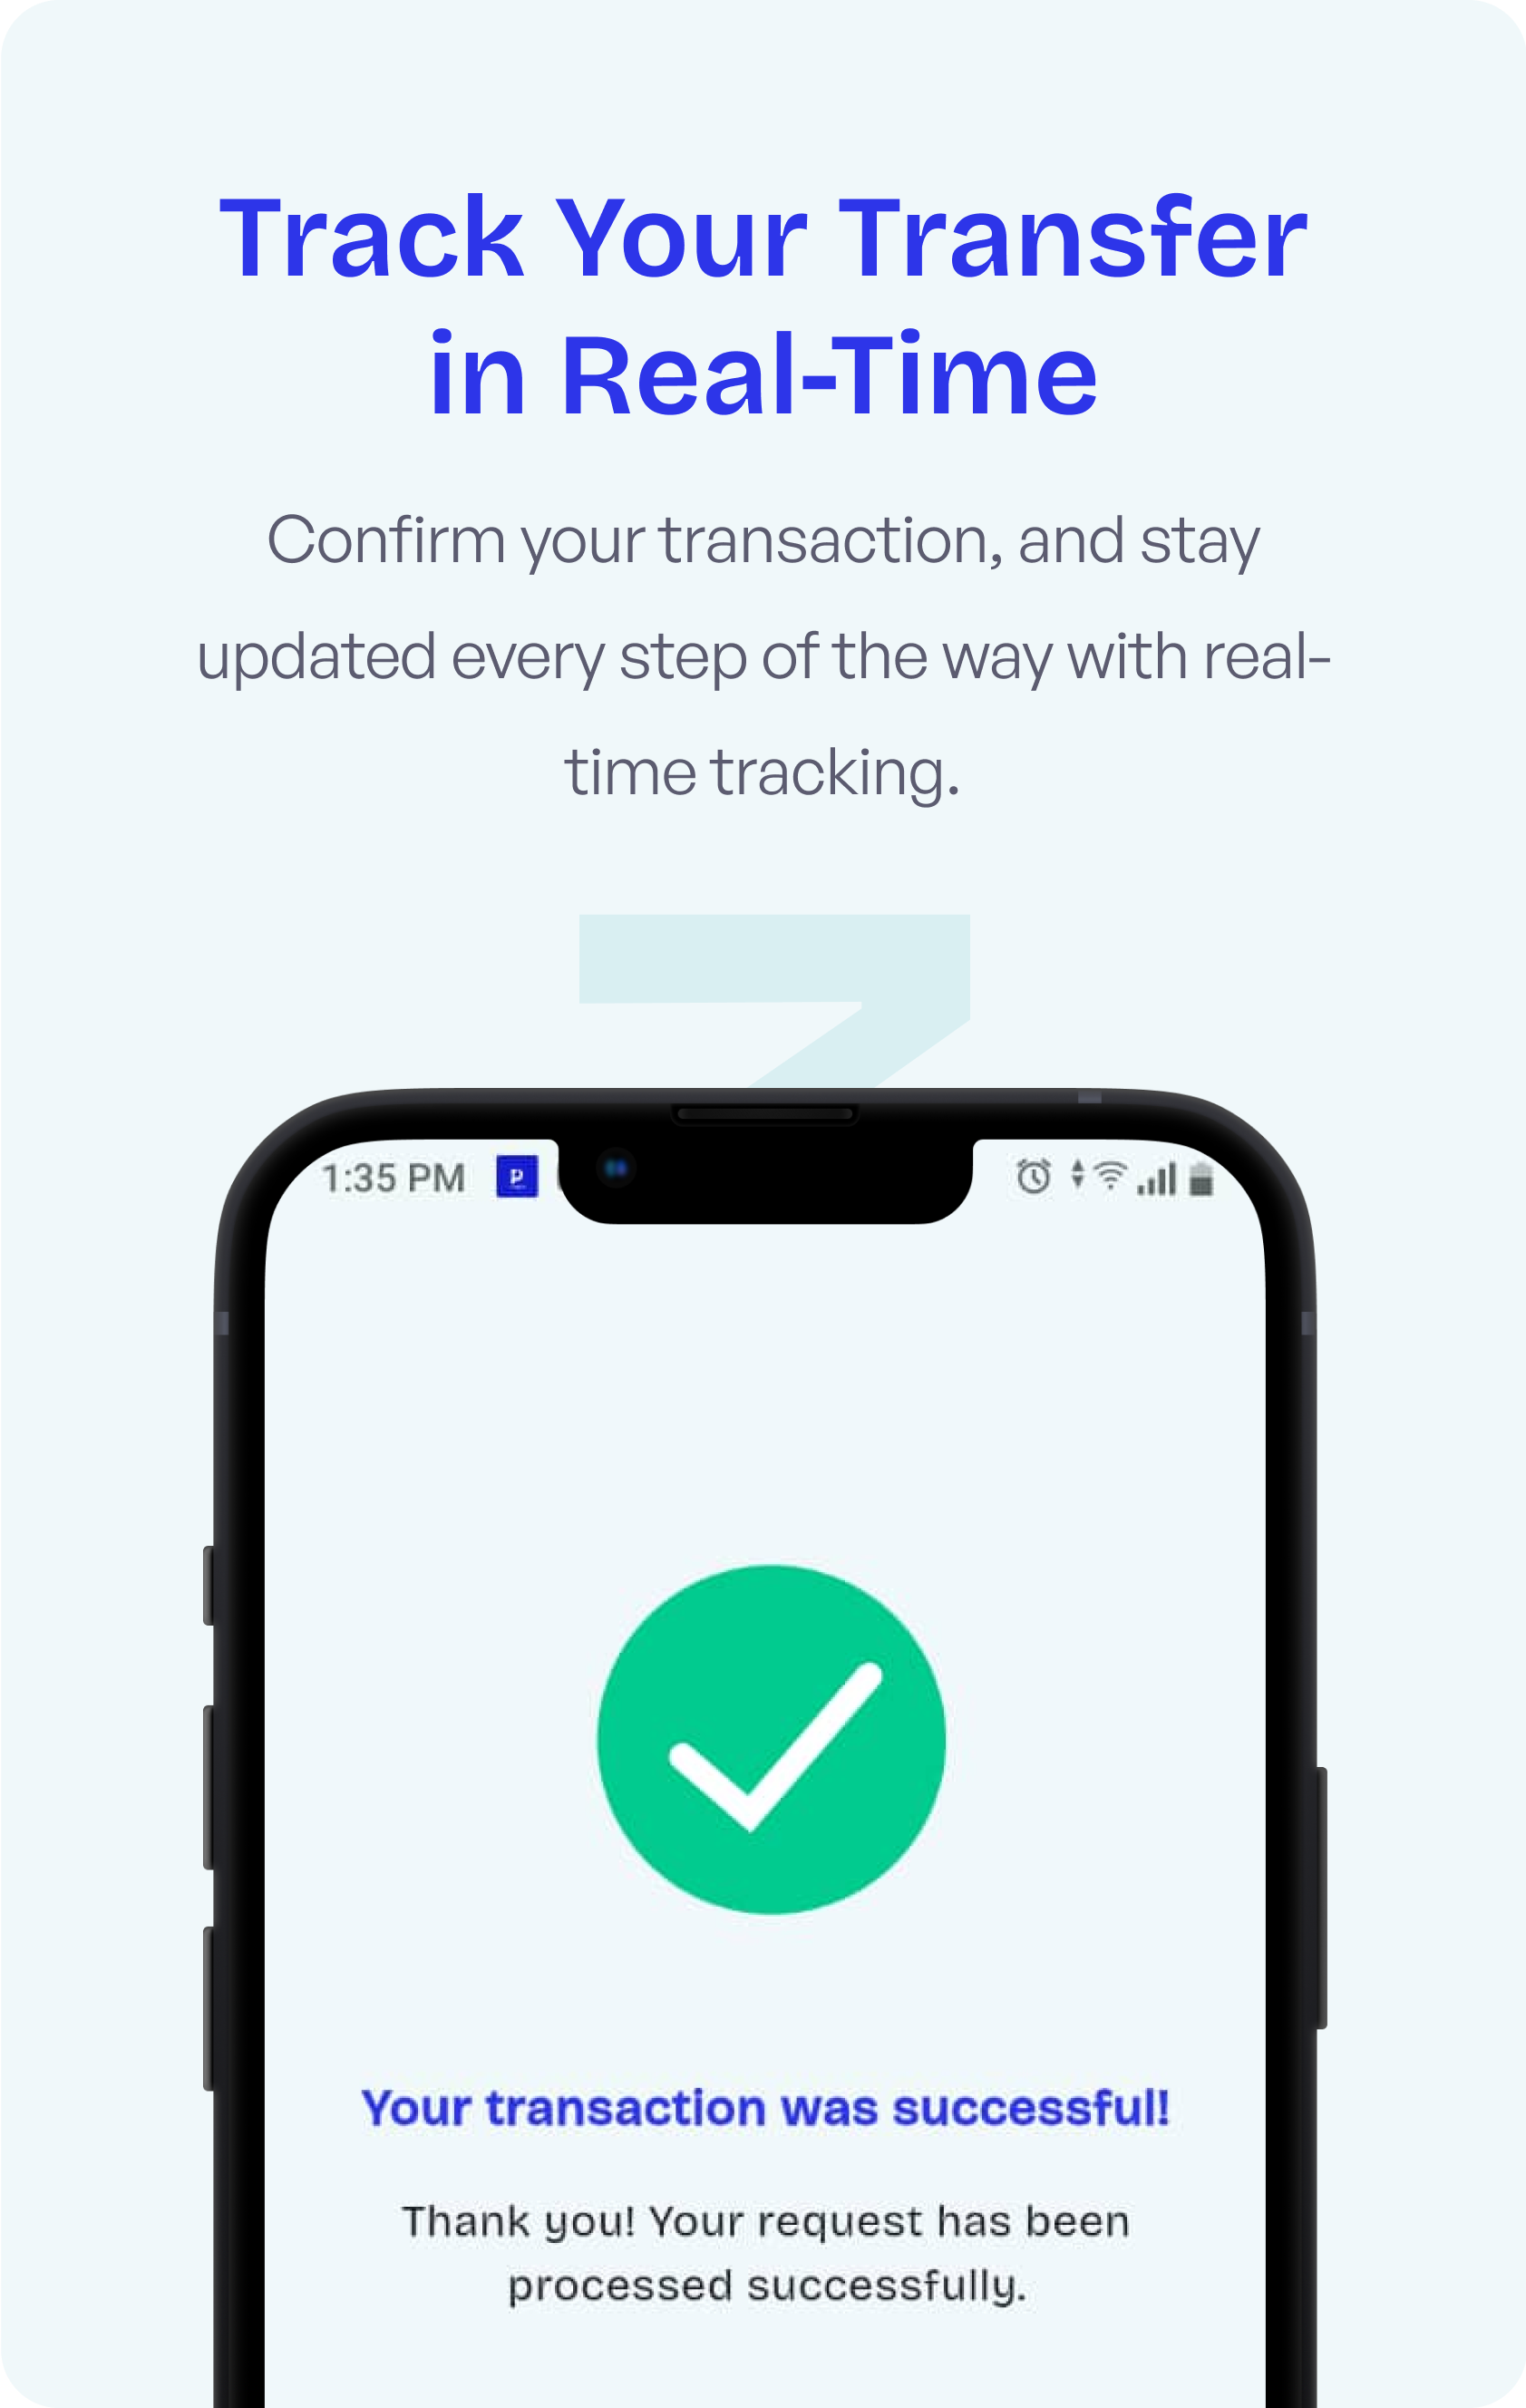 Track Your Transfer
in Real-Time
Confirm your transaction, and stay
updated every step of the way with real-
time tracking.
3
1:35 PM
P
Your transaction was successful!
Thank you! Your request has been
processed successfully.